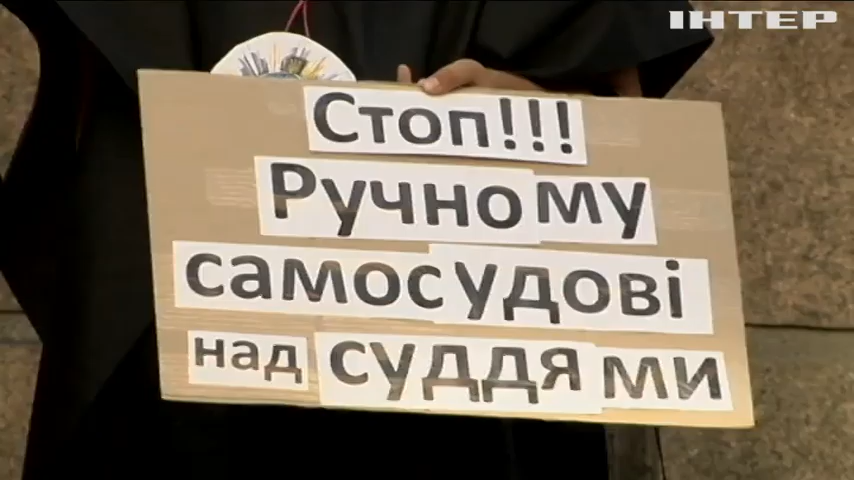 ІНТЕР
Стоп!!!
Ручному
самосудові
над суддями